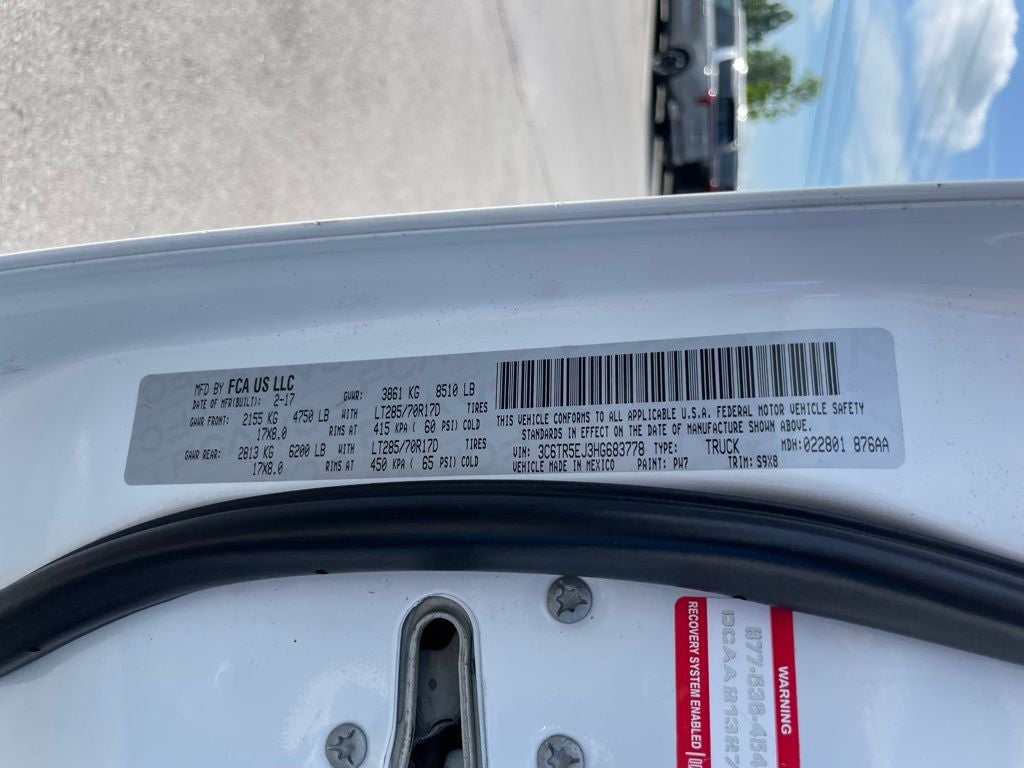 MFD BY FCA US LLC
DATE OF MFR(BUILT): 2-17 GVWR: 3861 KG 8510 LB
GAWR FRONT: 2155 KG 4750 LB WITH LT285/70R17D TIRES
17X8.0 RIMS AT 415 KPA ( 60 PSI) COLD
GAWR REAR: 2813 KG 6200 LB WITH LT285/70R17D TIRES
17X8.0 RIMS AT 450 KPA ( 65 PSI) COLD
THIS VEHICLE CONFORMS TO ALL APPLICABLE U.S.A. FEDERAL MOTOR VEHICLE SAFETY
STANDARDS IN EFFECT ON THE DATE OF MANUFACTURE SHOWN ABOVE.
VIN: 3C6TR5EJ3HG683778 TYPE: TRUCK MDH:022801 876AA
VEHICLE MADE IN MEXICO PAINT: PW7 TRIM: S9X8
WARNING
RECOVERY SYSTEM ENABLED